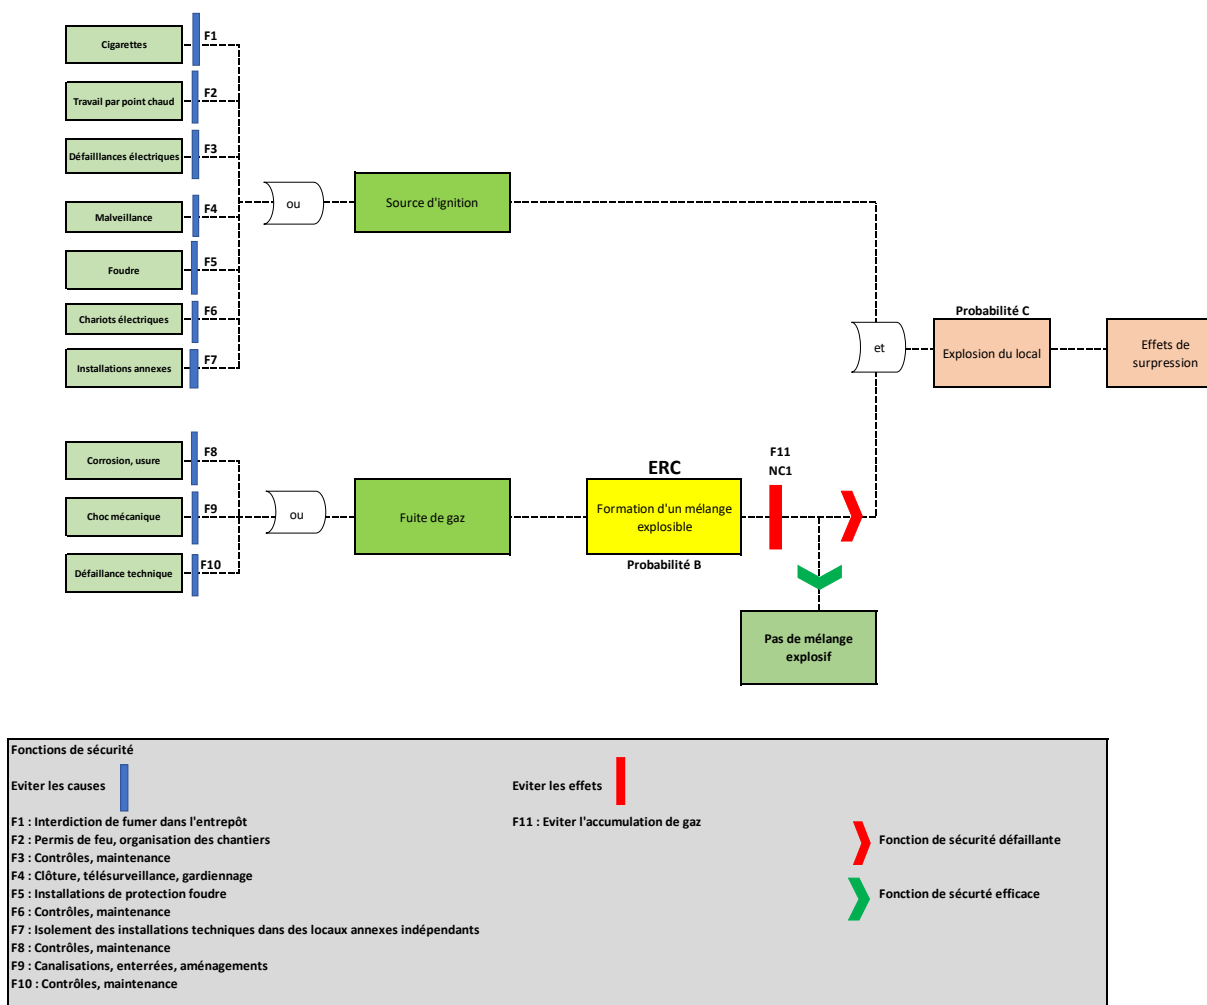 Cigarettes
F1
Travail par point chaud
F2
Défailllances électriques
F3
Malveillance
F4
Foudre
F5
Chariots électriques
F6
Installations annexes
F7
ou
Source d'ignition
et
Probabilité C
Explosion du local
Effets de
surpression
Corrosion, usure
F8
Choc mécanique
F9
Défaillance technique
F10
ou
Fuite de gaz
ERC
Formation d'un mélange
explosible
Probabilité B
F11
NC1
Pas de mélange
explosif
Fonctions de sécurité
Eviter les causes
Eviter les effets
F1 : Interdiction de fumer dans l'entrepôt
F11 : Eviter l'accumulation de gaz
F2 : Permis de feu, organisation des chantiers
Fonction de sécurité défaillante
F3 : Contrôles, maintenance
F4 : Clôture, télésurveillance, gardiennage
F5 : Installations de protection foudre
Fonction de sécurté efficace
F6 : Contrôles, maintenance
F7 : Isolement des installations techniques dans des locaux annexes indépendants
F8 : Contrôles, maintenance
F9 : Canalisations, enterrées, aménagements
F10 : Contrôles, maintenance